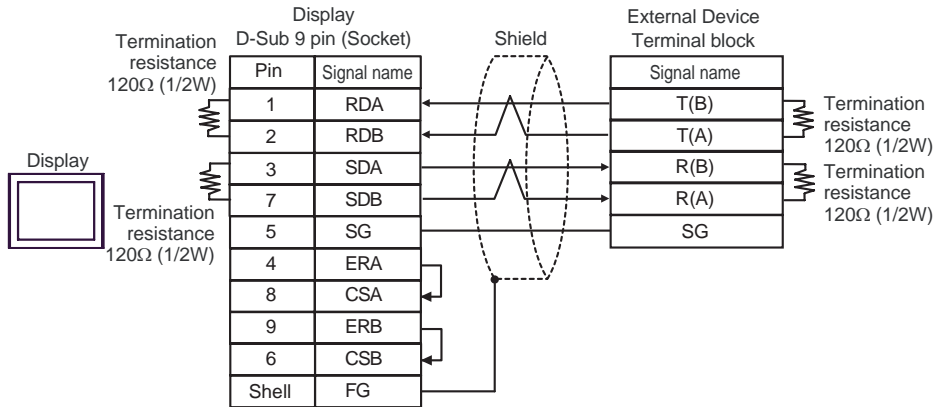 Display
D-Sub 9 pin (Socket)
Shield
External Device
Terminal block
Termination
resistance
120Ω (1/2W)
Pin Signal name
1 RDA
2 RDB
3 SDA
7 SDB
5 SG
4 ERA
8 CSA
9 ERB
6 CSB
Shell FG
Display
Termination
resistance
120Ω (1/2W)
Signal name
T(B)
T(A)
R(B)
R(A)
SG
Termination
resistance
120Ω (1/2W)
Termination
resistance
120Ω (1/2W)